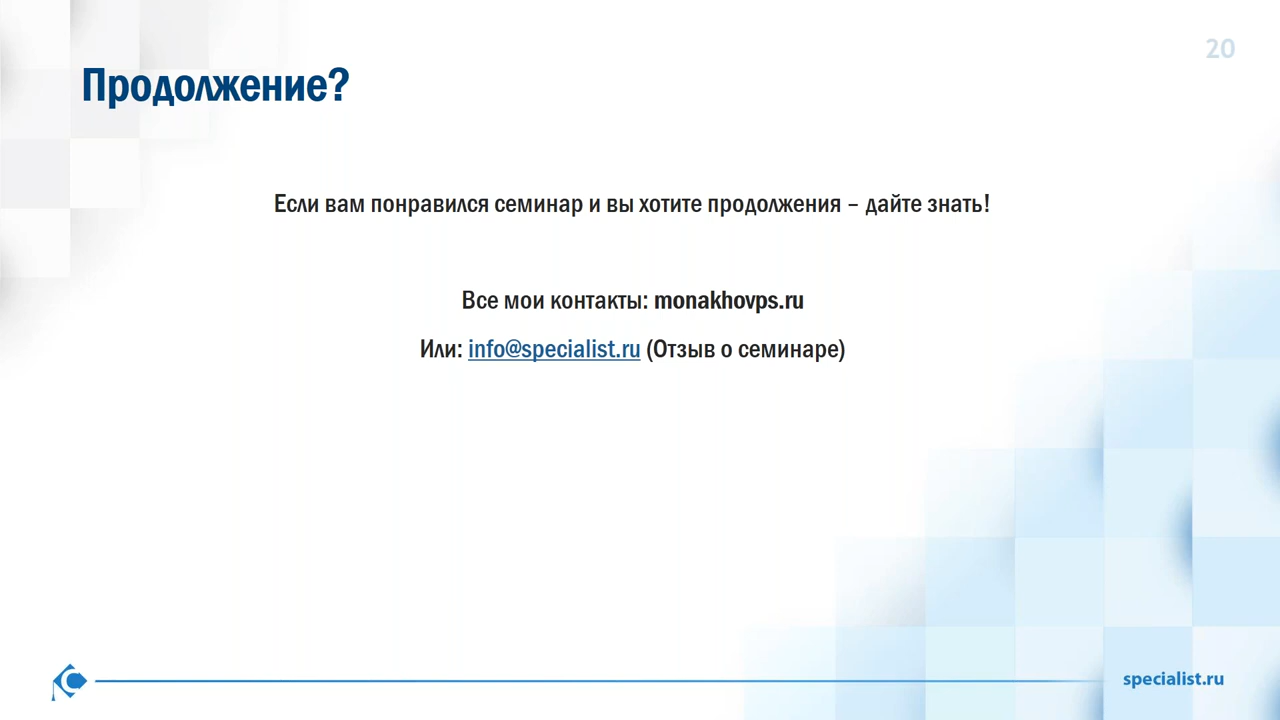 20
Продолжение?
Если вам понравился семинар и вы хотите продолжения – дайте знать!
Все мои контакты: monakhovps.ru
Или: info@specialist.ru (Отзыв о семинаре)
specialist.ru